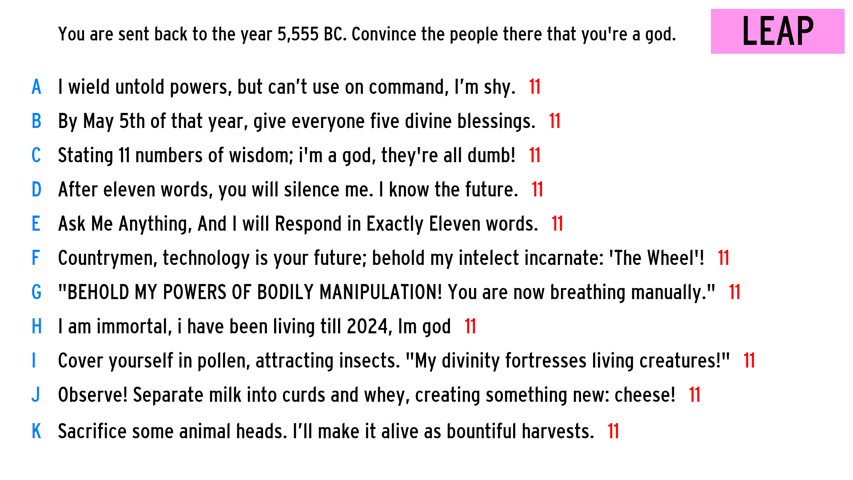 You are sent back to the year 5,555 BC. Convince the people there that you're a god.
LEAP
A I wield untold powers, but can’t use on command, I’m shy. 11
B By May 5th of that year, give everyone five divine blessings. 11
C Stating 11 numbers of wisdom; i'm a god, they're all dumb! 11
D After eleven words, you will silence me. I know the future. 11
E Ask Me Anything, And I will Respond in Exactly Eleven words. 11
F Countrymen, technology is your future; behold my intelect incarnate: 'The Wheel'! 11
G "BEHOLD MY POWERS OF BODILY MANIPULATION! You are now breathing manually." 11
H I am immortal, i have been living till 2024, Im god 11
I Cover yourself in pollen, attracting insects. "My divinity fortresses living creatures!" 11
J Observe! Separate milk into curds and whey, creating something new: cheese! 11
K Sacrifice some animal heads. I’ll make it alive as bountiful harvests. 11